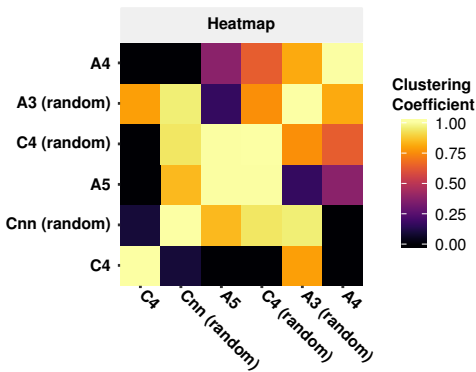 Heatmap
A4
A3 (random)
C4 (random)
A5
Cnn (random)
C4
C4
Cnn (random)
A5
C4 (random)
A3 (random)
A4
Clustering
Coefficient
1.00
0.75
0.50
0.25
0.00